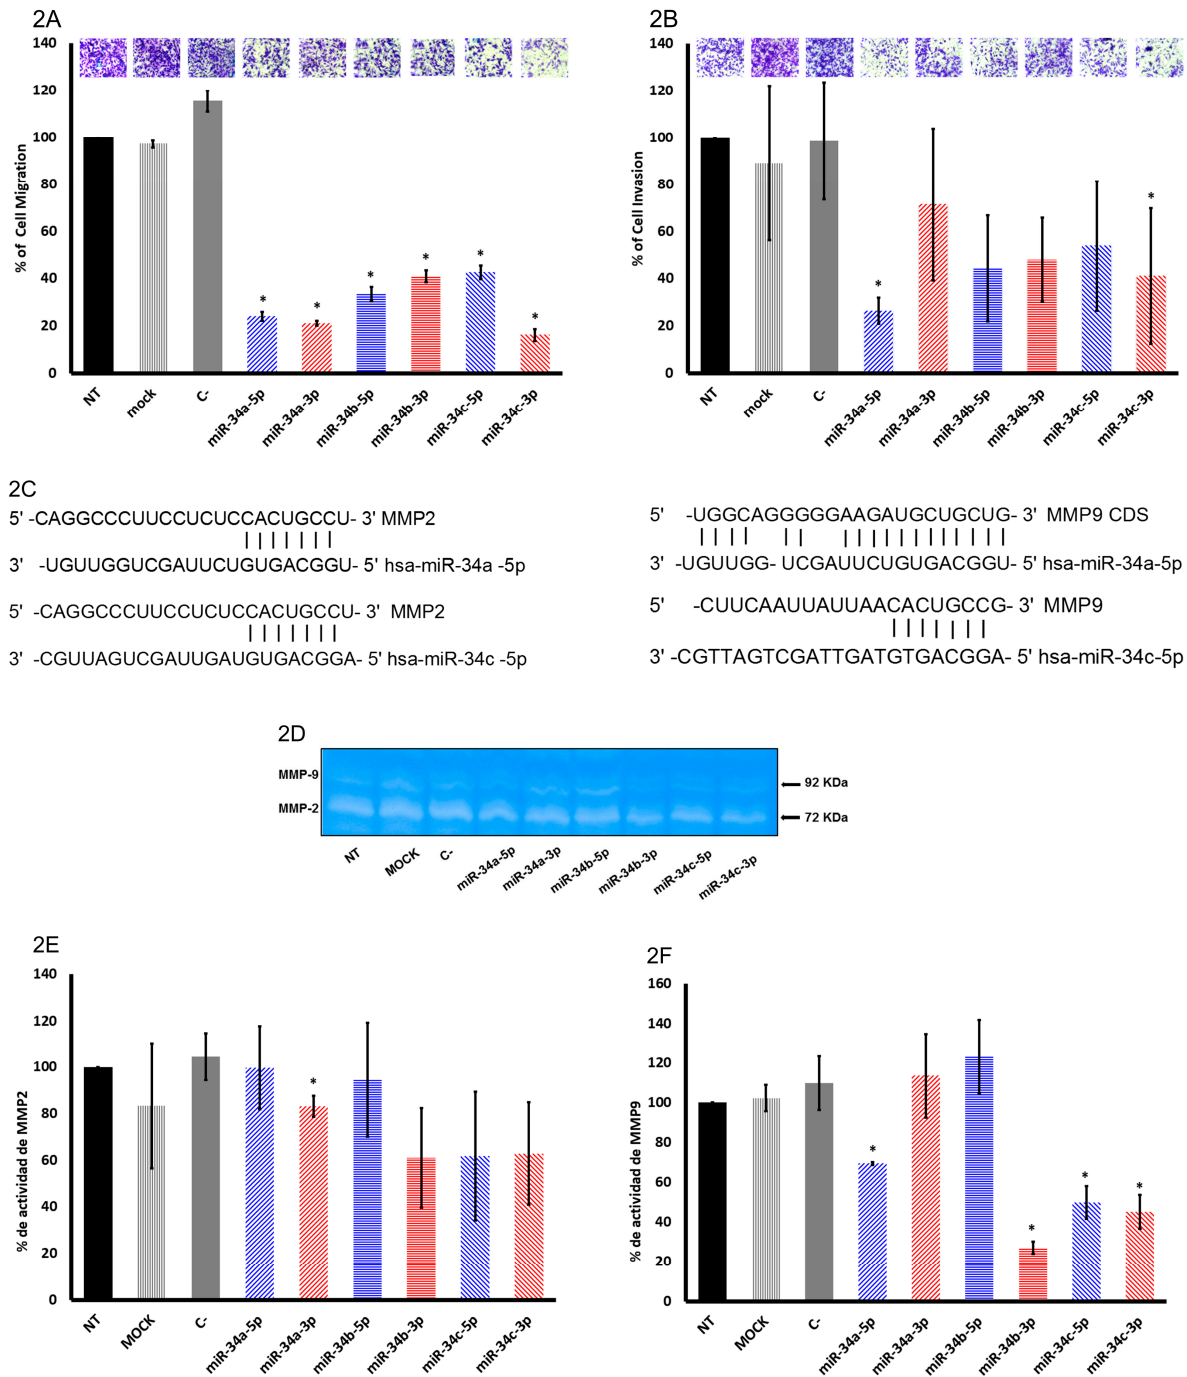 2A
140
120
100
80
60
40
20
0
% of Cell Migration
* * * * * *
NT mock C- miR-34a-5p miR-34a-3p miR-34b-5p miR-34b-3p miR-34c-5p miR-34c-3p
2B
140
120
100
80
60
40
20
0
% of Cell Invasion
* *
NT mock C- miR-34a-5p miR-34a-3p miR-34b-5p miR-34b-3p miR-34c-5p miR-34c-3p
2C
5' -CAGGCCCUUCCUCUCCACUGCCU- 3' MMP2
3' -UGUUGGUCGAUUCUGUGACGGU- 5' hsa-miR-34a -5p
5' -CAGGCCCUUCCUCUCCACUGCCU- 3' MMP2
3' -CGUUAGUCGAUUGAUGUGACGGA- 5' hsa-miR-34c -5p
5' -UGGCAGGGGGAAGAUGCUGCUG- 3' MMP9 CDS
3' -UGUUGG- UCGAUUCUGUGACGGU- 5' hsa-miR-34a-5p
5' -CUUCAAUUAUUAACACUGCCG- 3' MMP9
3' -CGTTAGTCGATTGATGTGACGGA- 5' hsa-miR-34c-5p
2D
MMP-9
MMP-2
92 KDa
72 KDa
NT MOCK C- miR-34a-5p miR-34a-3p miR-34b-5p miR-34b-3p miR-34c-5p miR-34c-3p
2E
140
120
100
80
60
40
20
0
% de actividad de MMP2
*
NT MOCK C- miR-34a-5p miR-34a-3p miR-34b-5p miR-34b-3p miR-34c-5p miR-34c-3p
2F
160
140
120
100
80
60
40
20
0
% de actividad de MMP9
* * * *
NT MOCK C- miR-34a-5p miR-34a-3p miR-34b-5p miR-34b-3p miR-34c-5p miR-34c-3p